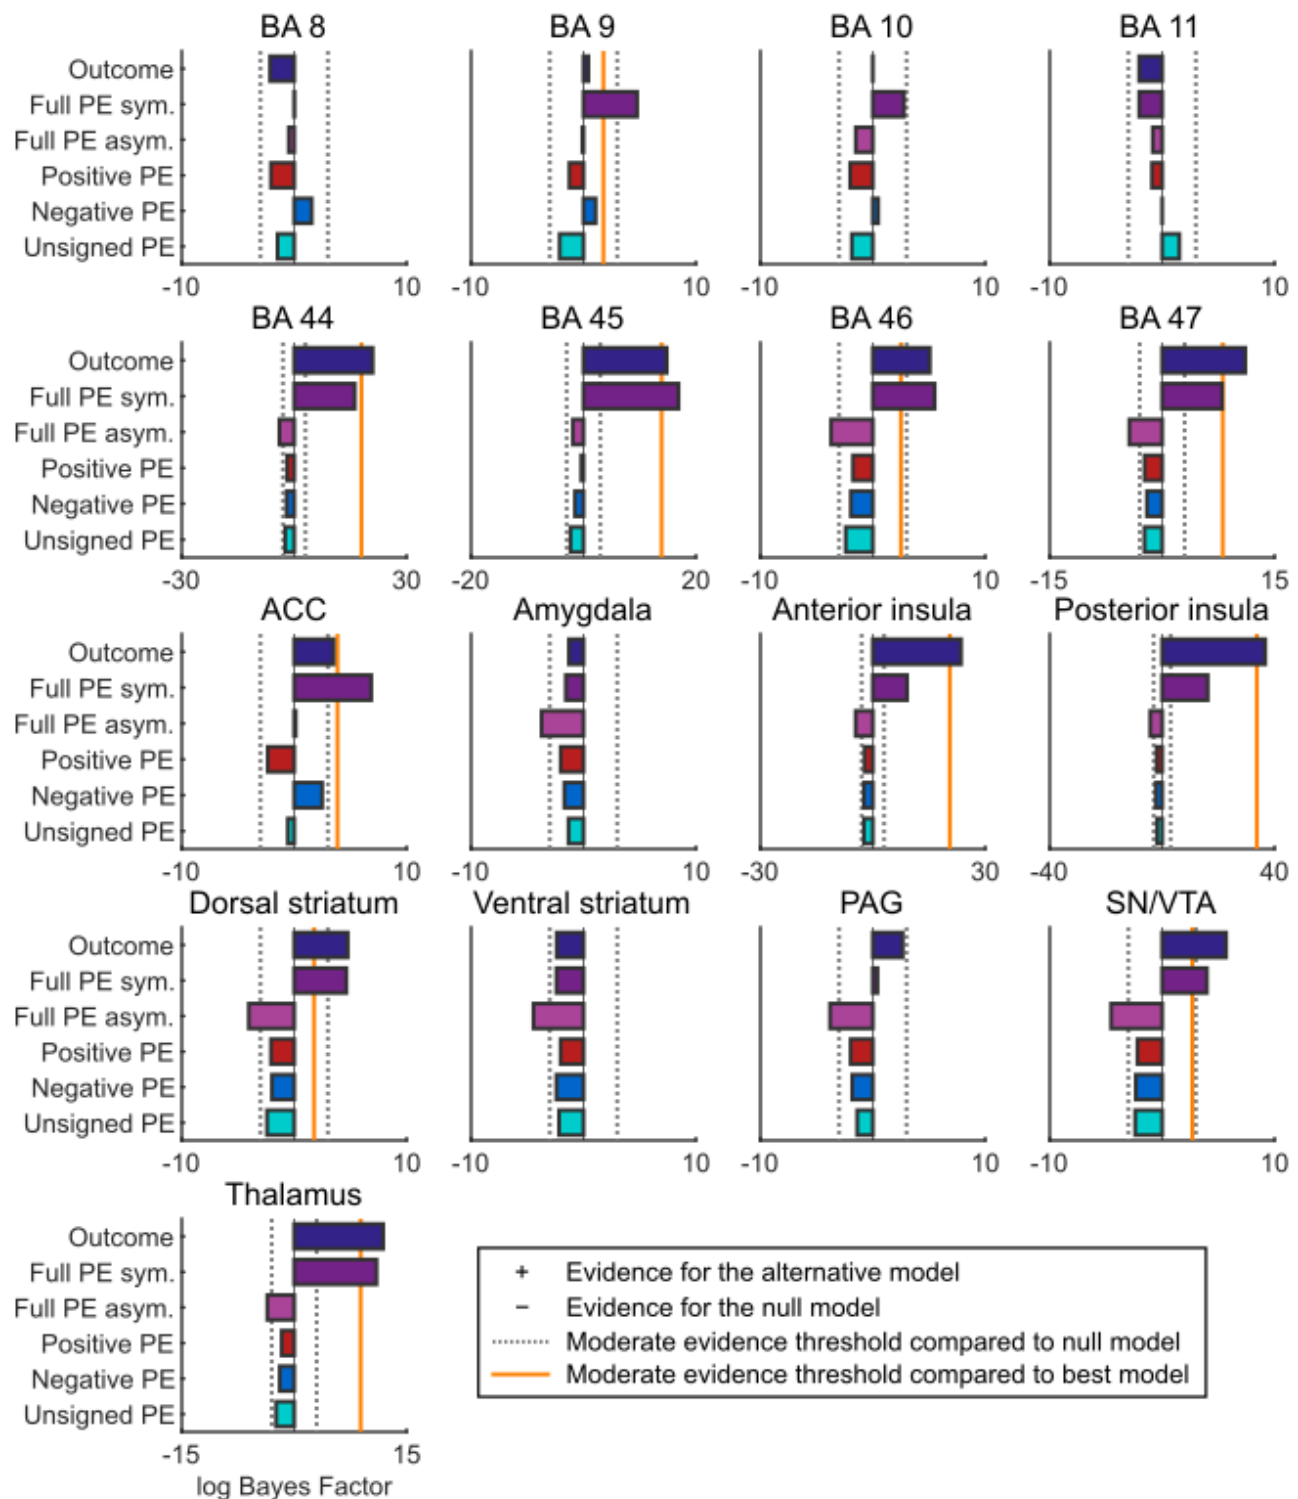 BA 8 BA 9 BA 10 BA 11
Outcome
Full PE sym.
Full PE asym.
Positive PE
Negative PE
Unsigned PE
-10 10 -10 10 -10 10 -10 10
BA 44 BA 45 BA 46 BA 47
Outcome
Full PE sym.
Full PE asym.
Positive PE
Negative PE
Unsigned PE
-30 30 -20 20 -10 10 -15 15
ACC Amygdala Anterior insula Posterior insula
Outcome
Full PE sym.
Full PE asym.
Positive PE
Negative PE
Unsigned PE
-10 10 -10 10 -30 30 -40 40
Dorsal striatum Ventral striatum PAG SN/VTA
Outcome
Full PE sym.
Full PE asym.
Positive PE
Negative PE
Unsigned PE
-10 10 -10 10 -10 10 -10 10
Thalamus
Outcome
Full PE sym.
Full PE asym.
Positive PE
Negative PE
Unsigned PE
-15 15
log Bayes Factor
+ Evidence for the alternative model
− Evidence for the null model
Moderate evidence threshold compared to null model
Moderate evidence threshold compared to best model